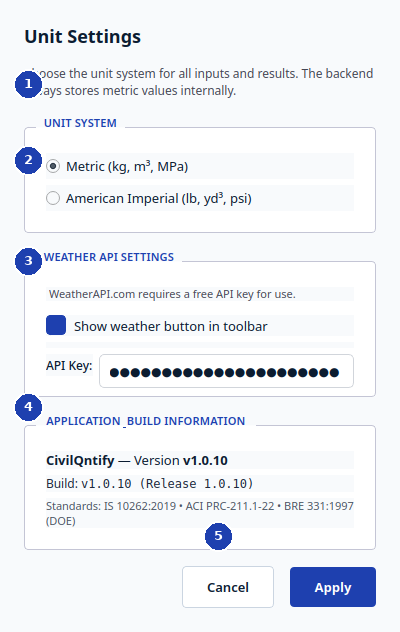 Unit Settings
oose the unit system for all inputs and results. The backend
ays stores metric values internally.
1
UNIT SYSTEM
2
Metric (kg, m³, MPa)
American Imperial (lb, yd³, psi)
3
WEATHER API SETTINGS
WeatherAPI.com requires a free API key for use.
Show weather button in toolbar
API Key: ●●●●●●●●●●●●●●●●●●●●●●
4
APPLICATION_BUILD INFORMATION
CivilQntify — Version v1.0.10
Build: v1.0.10 (Release 1.0.10)
Standards: IS 10262:2019 • ACI PRC-211.1-22 • BRE 331:1997
(DOE)
5
Cancel
Apply